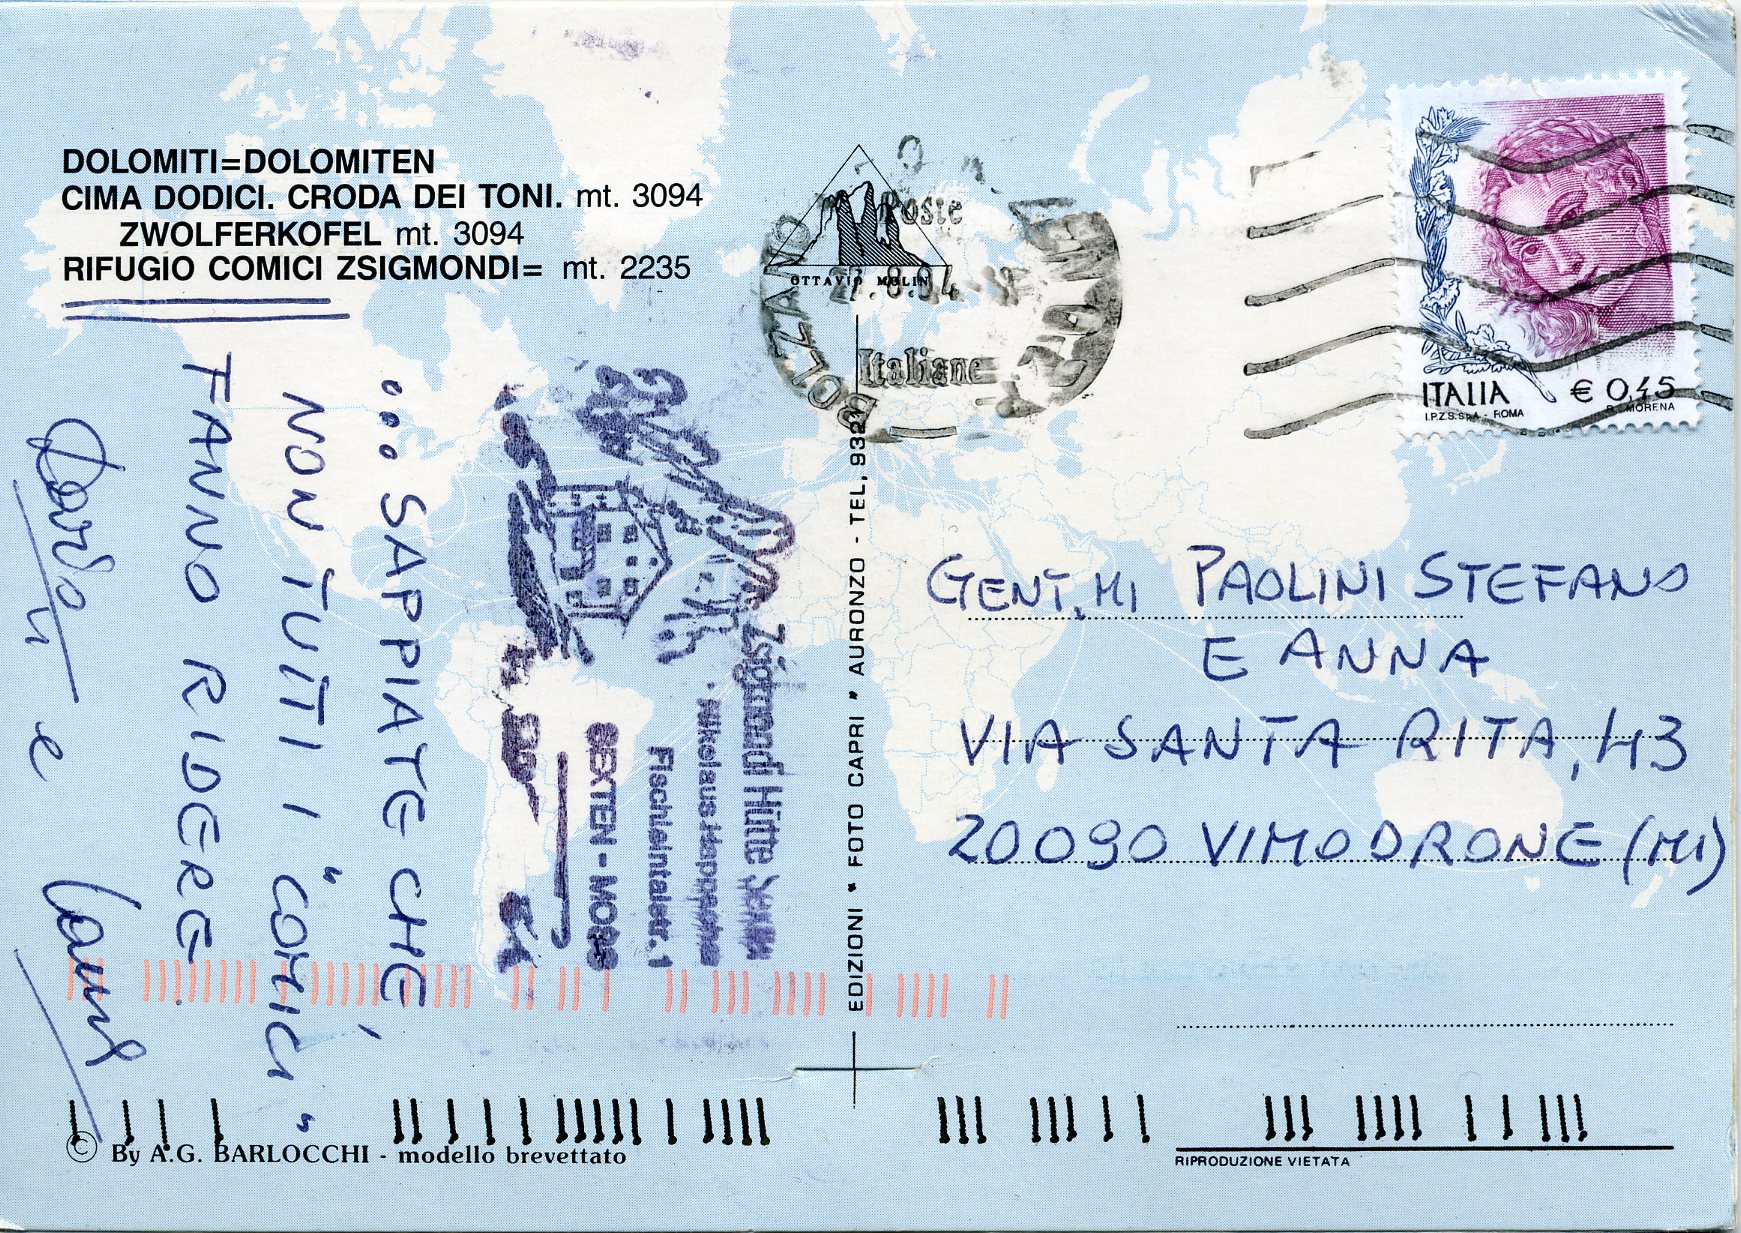 DOLOMITI=DOLOMITEN
CIMA DODICI. CRODA DEI TONI. mt. 3094
ZWOLFERKOFEL mt. 3094
RIFUGIO COMICI ZSIGMONDI= mt. 2235
... SAPPIATE CHE,
NON TUTTI I "COMICI"
FANNO RIDERE.
e
Zsigmondi Hütte
Nikolaus
Fischleintalstr. 1
SEXTEN - MOOS
OTTAVIO MOLIN
Poste
Italiane
BOLZANO
EDIZIONI * FOTO CAPRI * AURONZO - TEL, 9321
ITALIA € 0,45
I.P.Z.S. S.p.A. - ROMA R. MORENA
GENT.MI PAOLINI STEFANO
E ANNA
VIA SANTA RITA, 43
20090 VIMODRONE (MI)
© By A.G. BARLOCCHI - modello brevettato
RIPRODUZIONE VIETATA